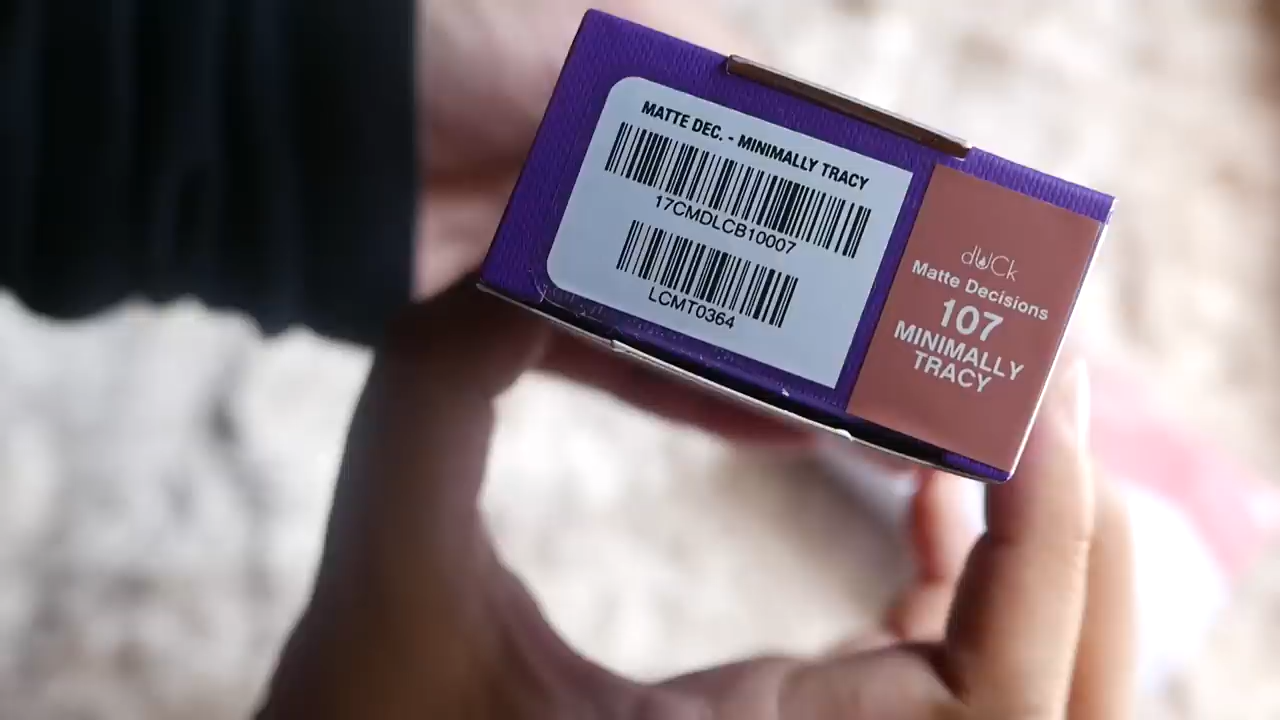 MATTE DEC. - MINIMALLY TRACY
17CMDLCB10007
LCMT0364
dUCk
Matte Decisions
107
MINIMALLY
TRACY